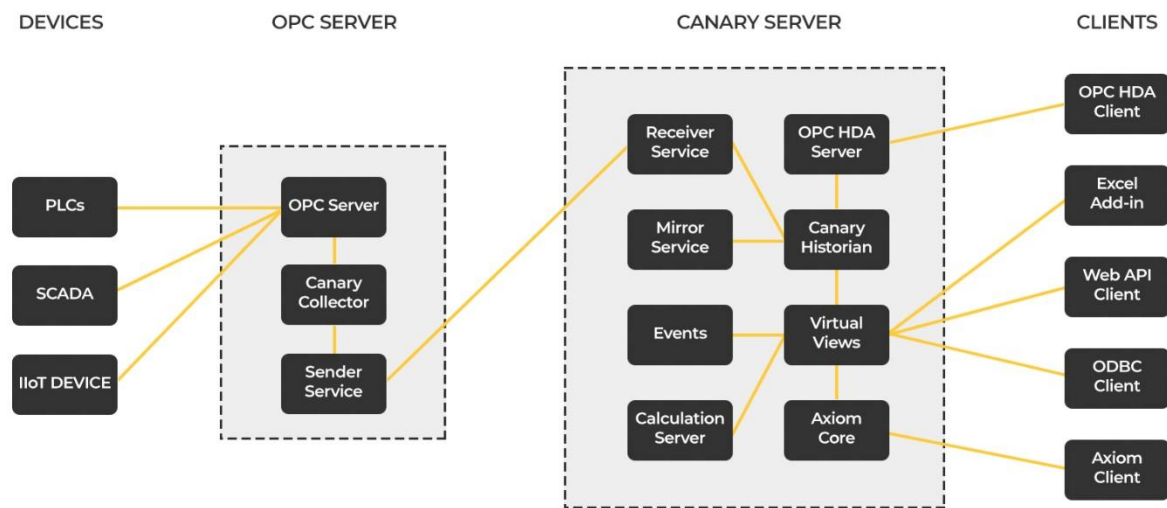 DEVICES
OPC SERVER
CANARY SERVER
CLIENTS
PLCs
SCADA
IIoT DEVICE
OPC Server
Canary
Collector
Sender
Service
Receiver
Service
Mirror
Service
Events
Calculation
Server
OPC HDA
Server
Canary
Historian
Virtual
Views
Axiom
Core
OPC HDA
Client
Excel
Add-in
Web API
Client
ODBC
Client
Axiom
Client